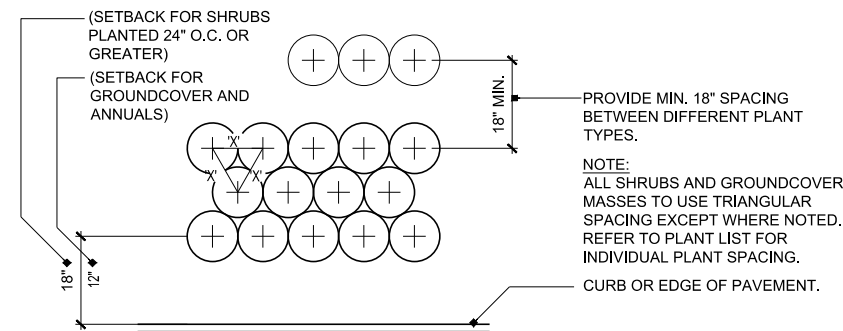 (SETBACK FOR SHRUBS
PLANTED 24" O.C. OR
GREATER)
(SETBACK FOR
GROUNDCOVER AND
ANNUALS)
'X'
'X'
'X'
18" MIN.
PROVIDE MIN. 18" SPACING
BETWEEN DIFFERENT PLANT
TYPES.
NOTE:
ALL SHRUBS AND GROUNDCOVER
MASSES TO USE TRIANGULAR
SPACING EXCEPT WHERE NOTED.
REFER TO PLANT LIST FOR
INDIVIDUAL PLANT SPACING.
18"
12"
CURB OR EDGE OF PAVEMENT.